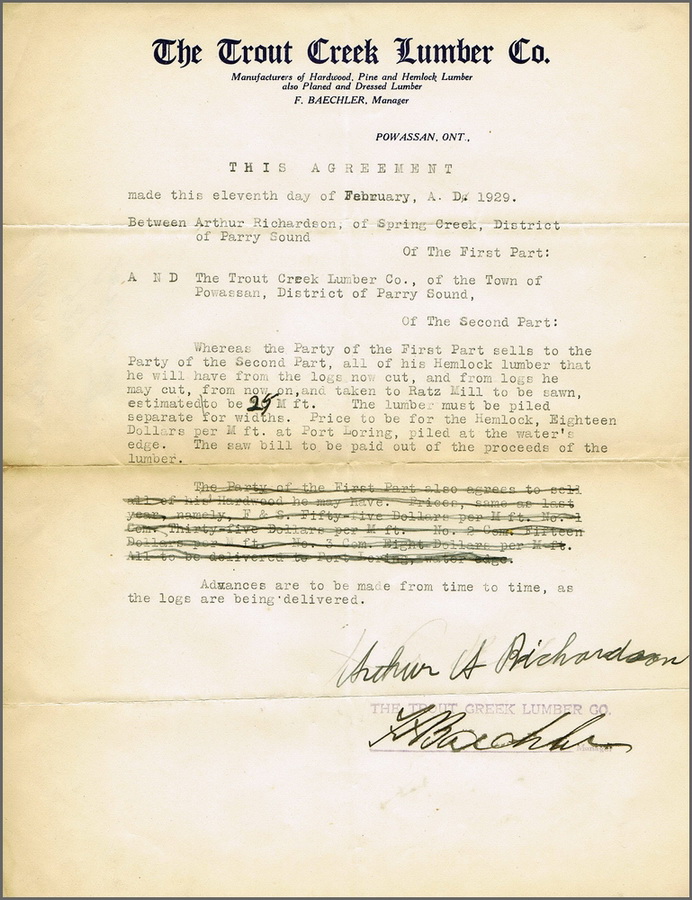 The Trout Creek Lumber Co.
Manufacturers of Hardwood, Pine and Hemlock Lumber
also Planed and Dressed Lumber
F. BAECHLER, Manager
POWASSAN, ONT.,
THIS AGREEMENT
made this eleventh day of February, A. D. 1929.
Between Arthur Richardson, of Spring Creek, District
of Parry Sound
Of The First Part:
A N D The Trout Creek Lumber Co., of the Town of
Powassan, District of Parry Sound,
Of The Second Part:
Whereas the Party of the First Part sells to the
Party of the Second Part, all of his Hemlock lumber that
he will have from the logs now cut, and from logs he
may cut, from now on, and taken to Ratz Mill to be sawn,
estimated to be 25 M ft. The lumber must be piled
separate for widths. Price to be for the Hemlock, Eighteen
Dollars per M ft. at Port Loring, piled at the water's
edge. The saw bill to be paid out of the proceeds of the
lumber.
The Party of the First Part also agrees to sell
all of his Hardwood he may have. Prices, same as last
year, namely, F & S. Fifty-five Dollars per M ft. No. 1
Com. Thirty-five Dollars per M ft. No. 2 Com. Fifteen
Dollars per M ft. No. 3 Com. Eight Dollars per M ft.
All to be delivered to Port Loring, water edge.
Advances are to be made from time to time, as
the logs are being delivered.
Arthur A Richardson
THE TROUT CREEK LUMBER CO.
F Baechler
Manager